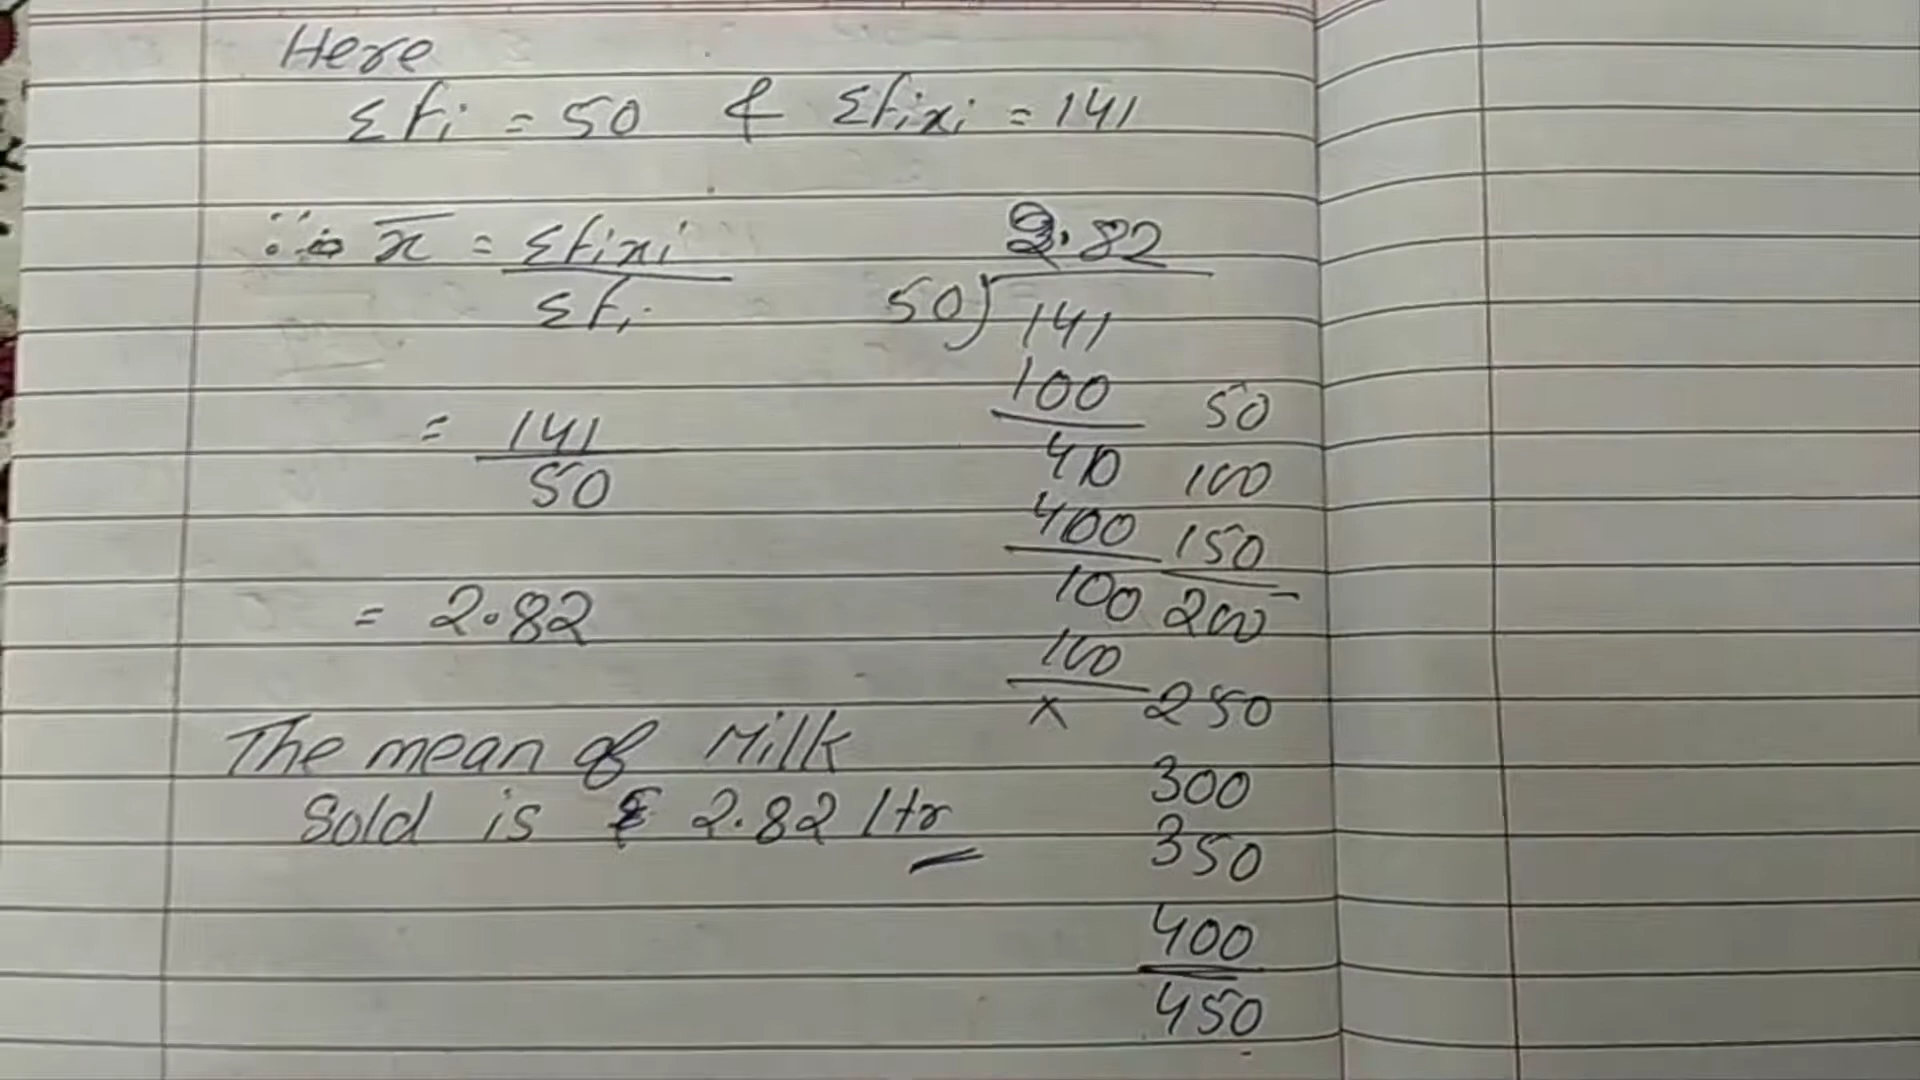 Here
Σfi = 50 & Σfixi = 141
∴ x̄ = Σfixi
Σfi
2.82
50)141
= 141
50
100
410
400
100
100
x
50
100
150
200
250
300
350
400
450
= 2.82
The mean of Milk
Sold is 2.82 ltr